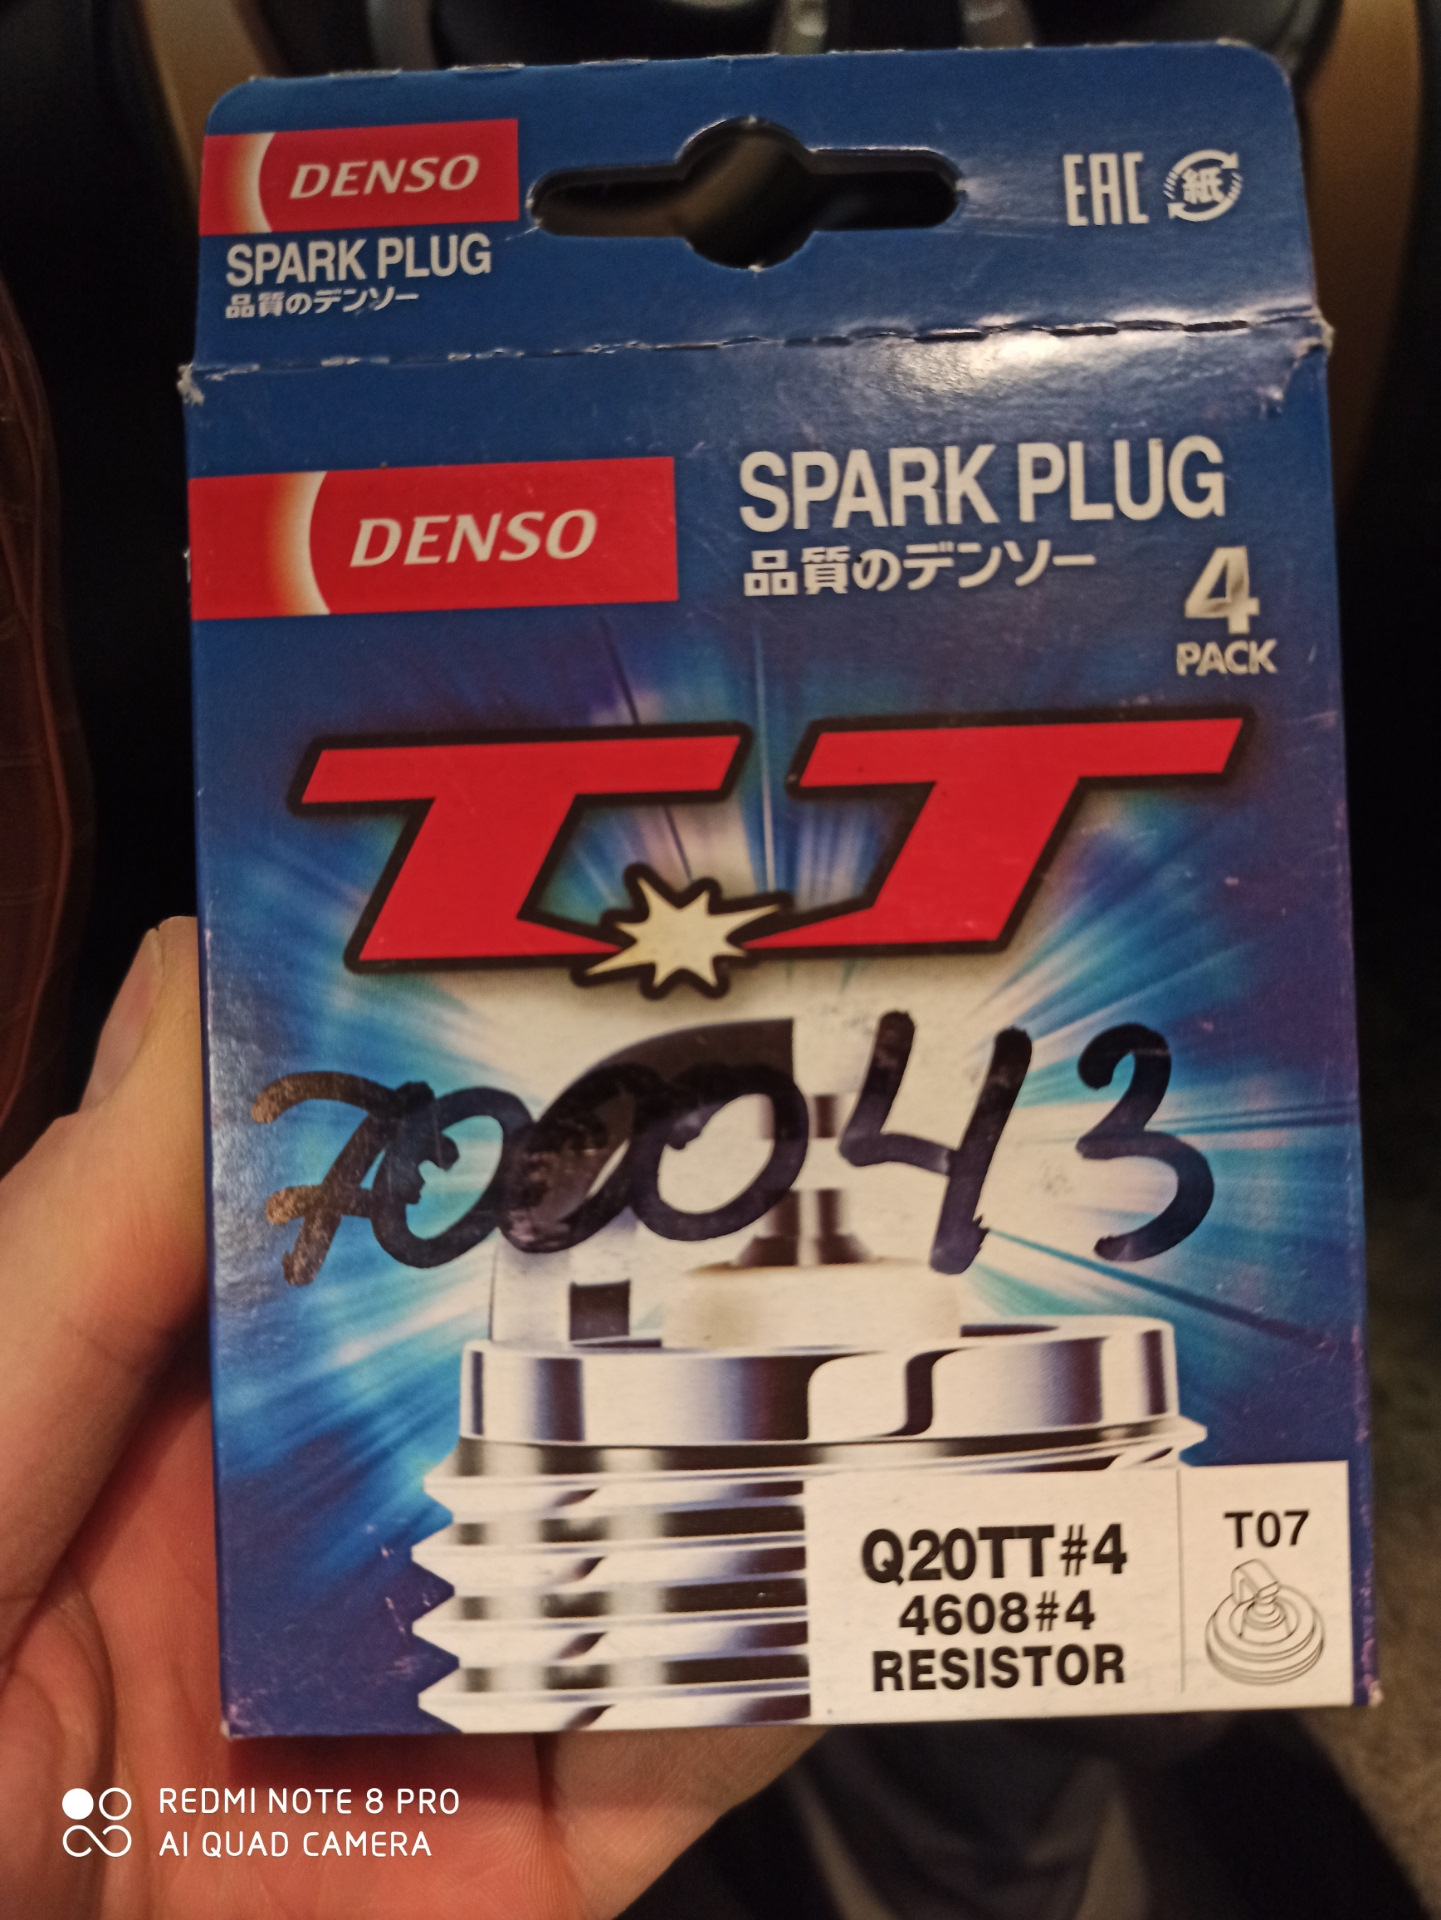 DENSO
SPARK PLUG
品質のデンソー
EAC
紙
DENSO
SPARK PLUG
品質のデンソー
4
PACK
TT
700043
Q20TT#4
4608#4
RESISTOR
T07
REDMI NOTE 8 PRO
AI QUAD CAMERA